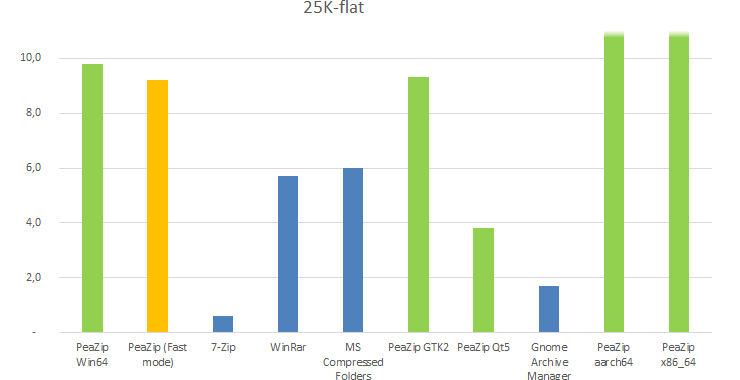 25K-flat
10,0
8,0
6,0
4,0
2,0
-
PeaZip Win64
PeaZip (Fast mode)
7-Zip
WinRar
MS Compressed Folders
PeaZip GTK2
PeaZip Qt5
Gnome Archive Manager
PeaZip aarch64
PeaZip x86_64